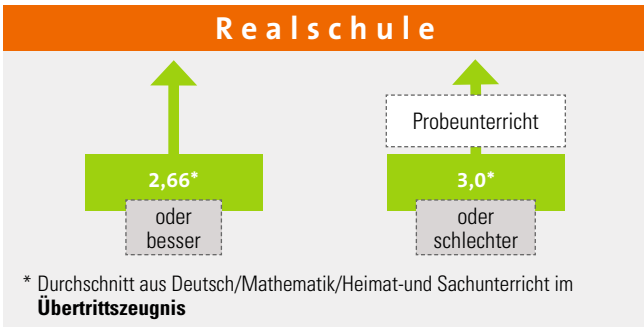 Realschule
Probeunterricht
2,66* 3,0*
oder oder
besser schlechter
* Durchschnitt aus Deutsch/Mathematik/Heimat-und Sachunterricht im
Übertrittszeugnis